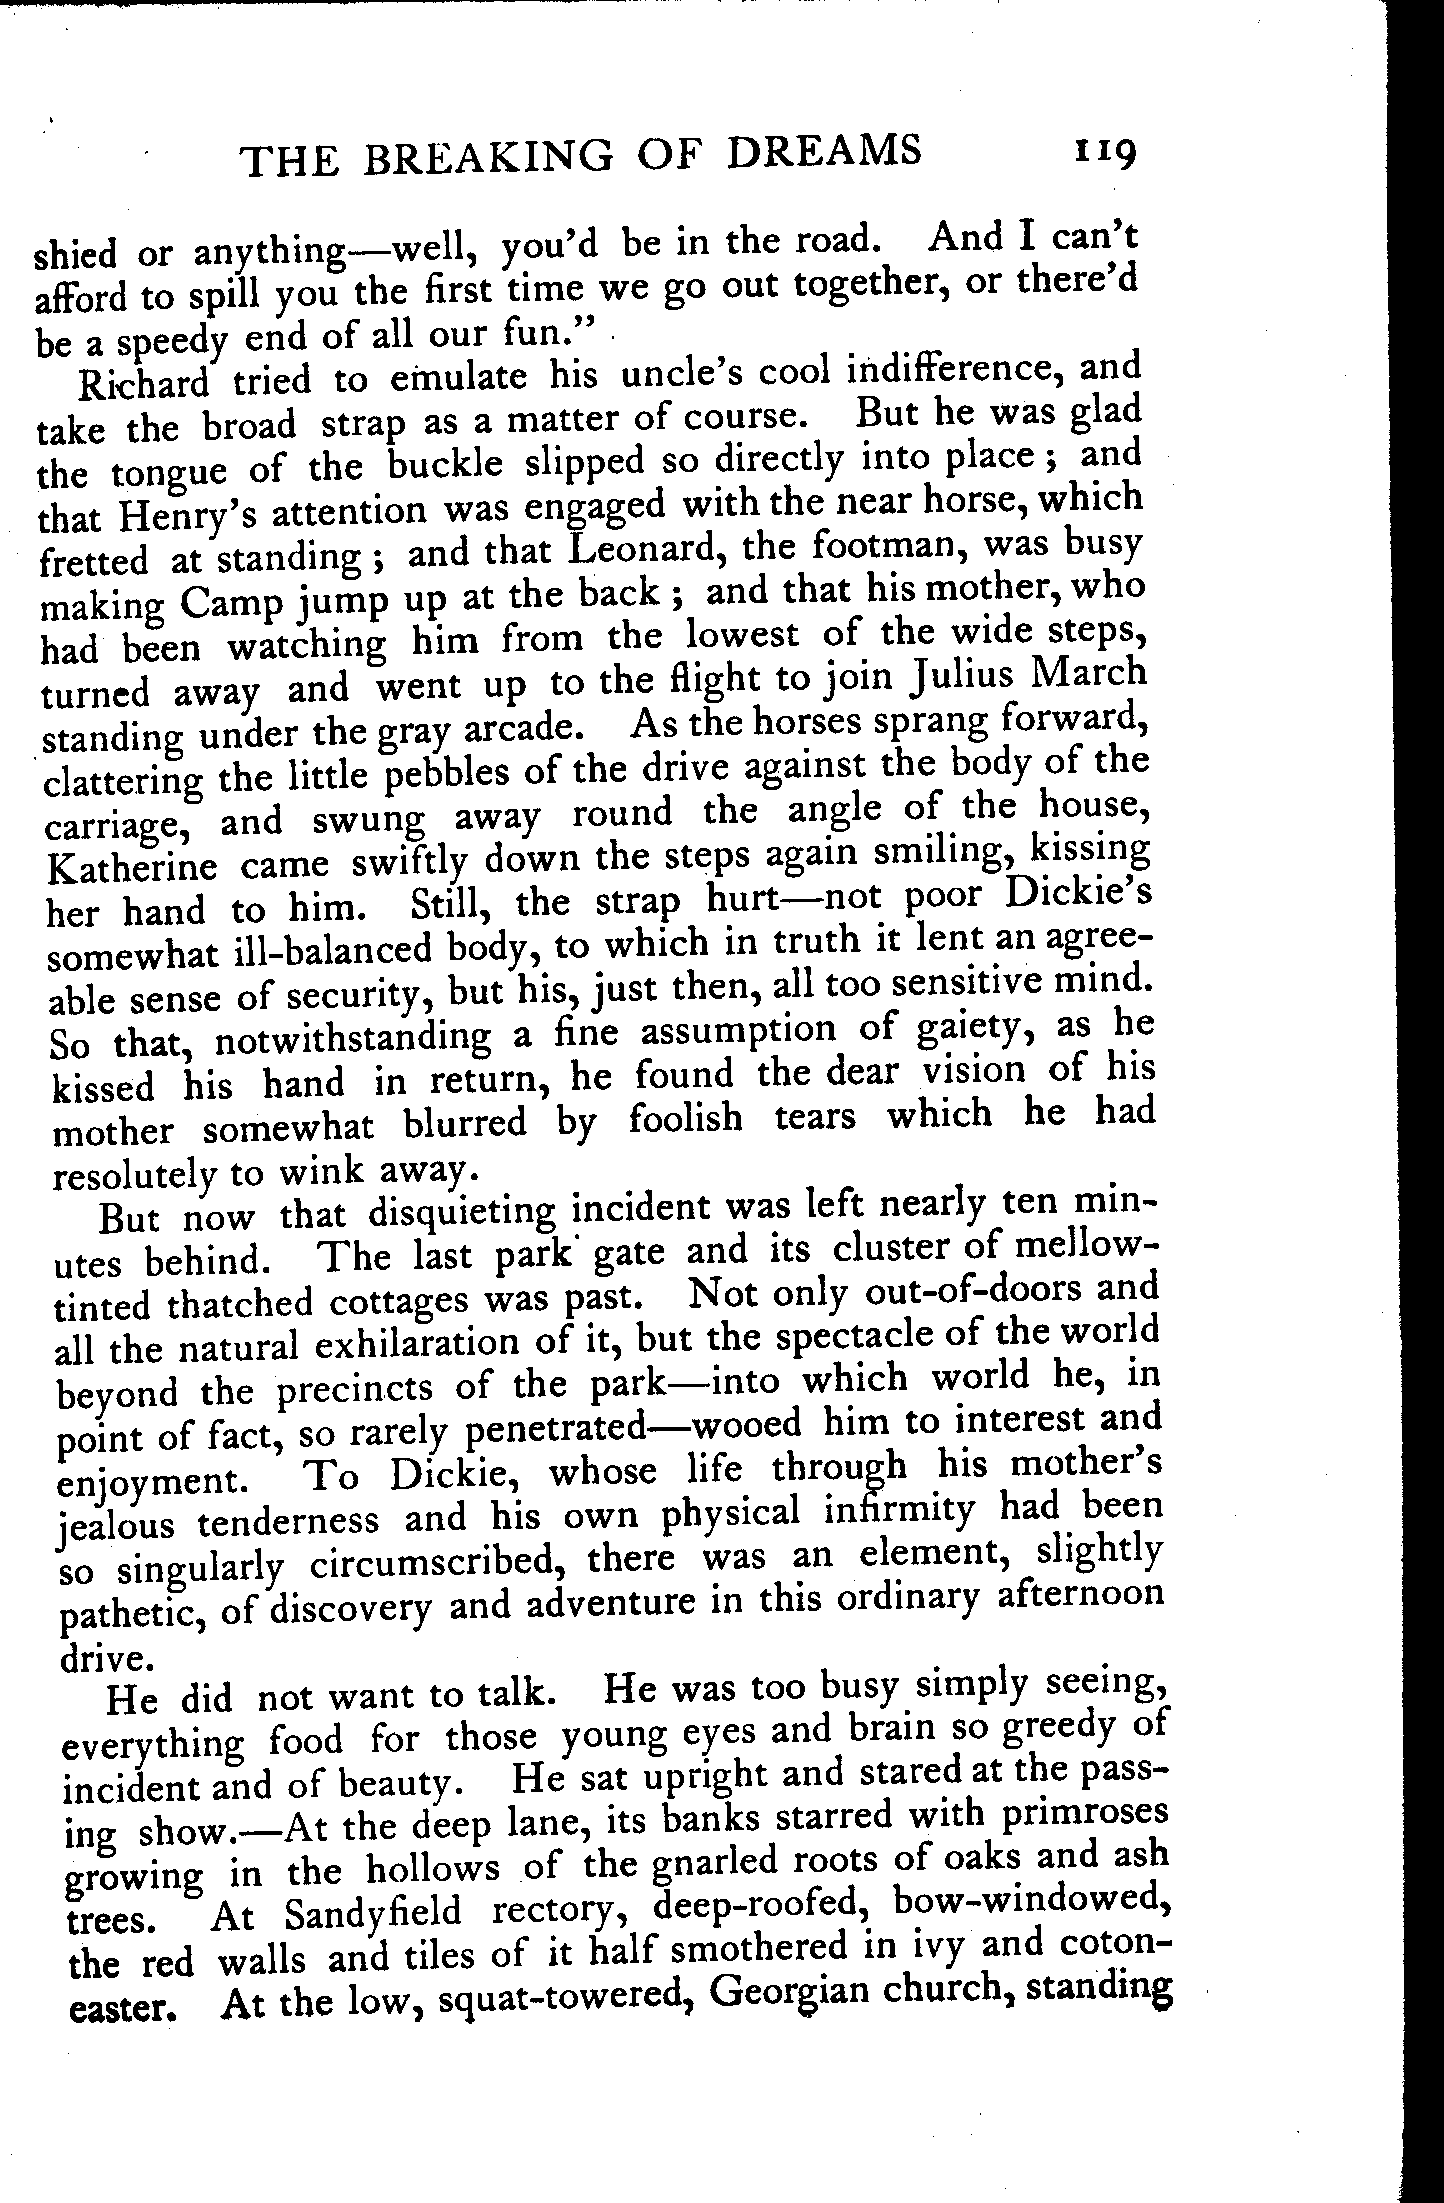 THE BREAKING OF DREAMS 119
shied or anything—well, you'd be in the road. And I can't
afford to spill you the first time we go out together, or there'd
be a speedy end of all our fun."
Richard tried to emulate his uncle's cool indifference, and
take the broad strap as a matter of course. But he was glad
the tongue of the buckle slipped so directly into place; and
that Henry's attention was engaged with the near horse, which
fretted at standing; and that Leonard, the footman, was busy
making Camp jump up at the back; and that his mother, who
had been watching him from the lowest of the wide steps,
turned away and went up to the flight to join Julius March
standing under the gray arcade. As the horses sprang forward,
clattering the little pebbles of the drive against the body of the
carriage, and swung away round the angle of the house,
Katherine came swiftly down the steps again smiling, kissing
her hand to him. Still, the strap hurt—not poor Dickie's
somewhat ill-balanced body, to which in truth it lent an agree-
able sense of security, but his, just then, all too sensitive mind.
So that, notwithstanding a fine assumption of gaiety, as he
kissed his hand in return, he found the dear vision of his
mother somewhat blurred by foolish tears which he had
resolutely to wink away.
But now that disquieting incident was left nearly ten min-
utes behind. The last park gate and its cluster of mellow-
tinted thatched cottages was past. Not only out-of-doors and
all the natural exhilaration of it, but the spectacle of the world
beyond the precincts of the park—into which world he, in
point of fact, so rarely penetrated—wooed him to interest and
enjoyment. To Dickie, whose life through his mother's
jealous tenderness and his own physical infirmity had been
so singularly circumscribed, there was an element, slightly
pathetic, of discovery and adventure in this ordinary afternoon
drive.
He did not want to talk. He was too busy simply seeing,
everything food for those young eyes and brain so greedy of
incident and of beauty. He sat upright and stared at the pass-
ing show.—At the deep lane, its banks starred with primroses
growing in the hollows of the gnarled roots of oaks and ash
trees. At Sandyfield rectory, deep-roofed, bow-windowed,
the red walls and tiles of it half smothered in ivy and coton-
easter. At the low, squat-towered, Georgian church, standing